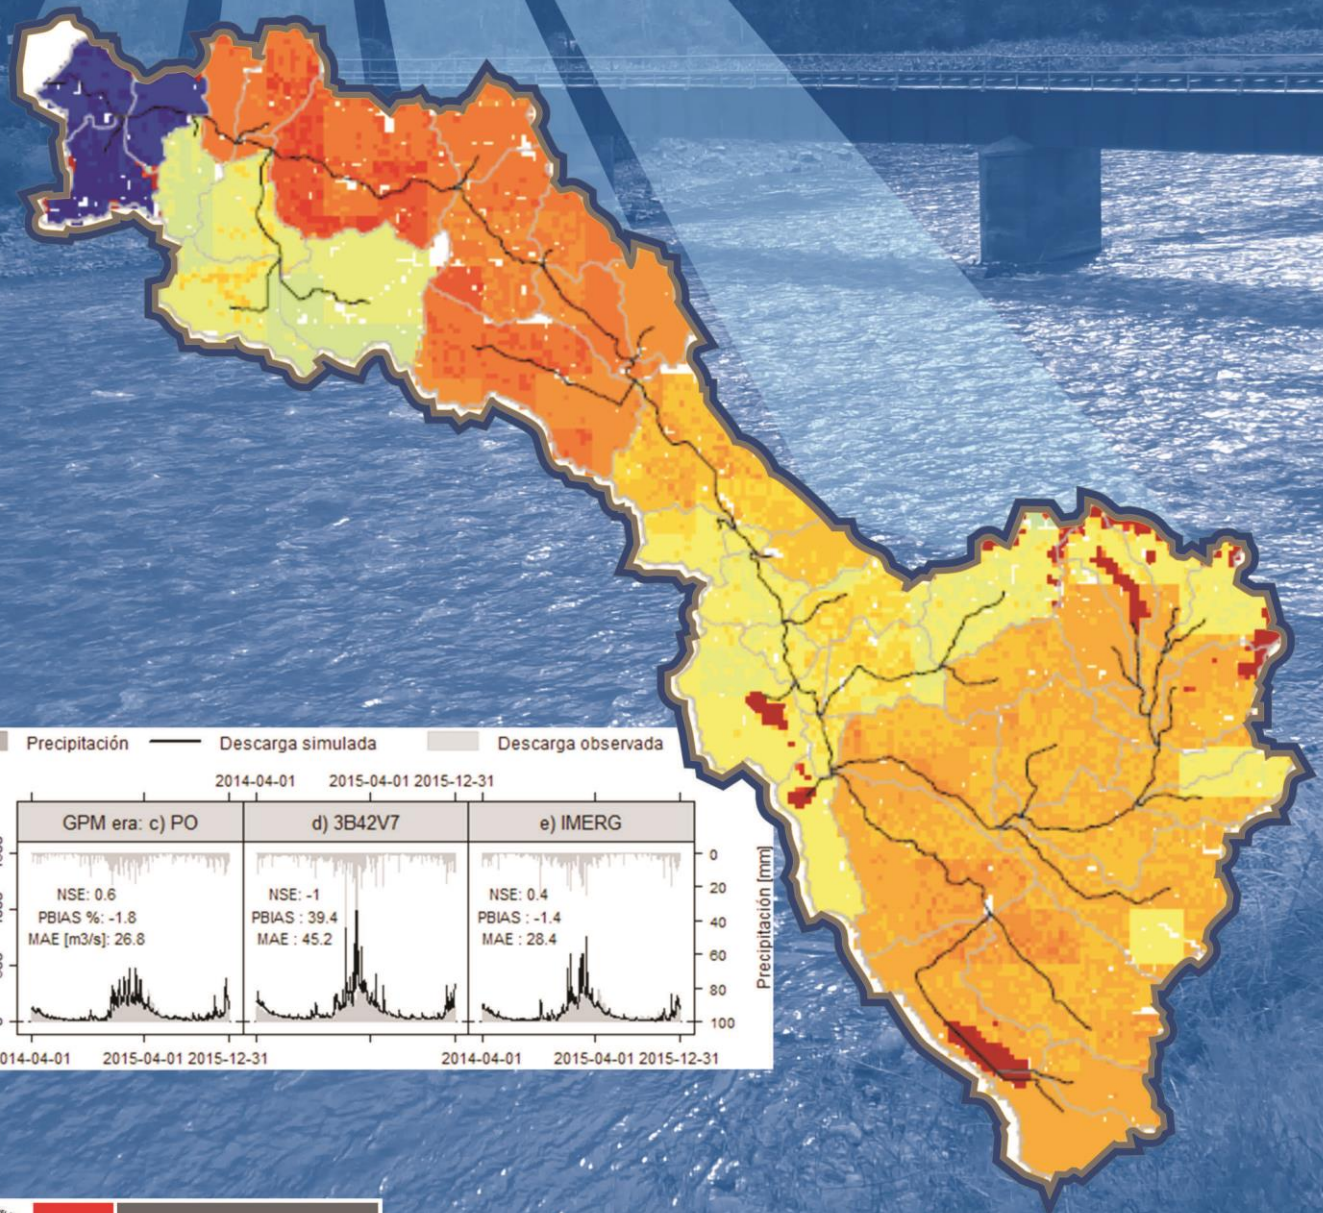 Precipitación Descarga simulada Descarga observada
2014-04-01 2015-04-01 2015-12-31
GPM era: c) PO d) 3B42V7 e) IMERG
NSE: 0.6 NSE: -1 NSE: 0.4
PBIAS %: -1.8 PBIAS : 39.4 PBIAS : -1.4
MAE [m3/s]: 26.8 MAE : 45.2 MAE : 28.4
0
20
40
60
80
100
Precipitación [mm]
014-04-01 2015-04-01 2015-12-31 2014-04-01 2015-04-01 2015-12-31